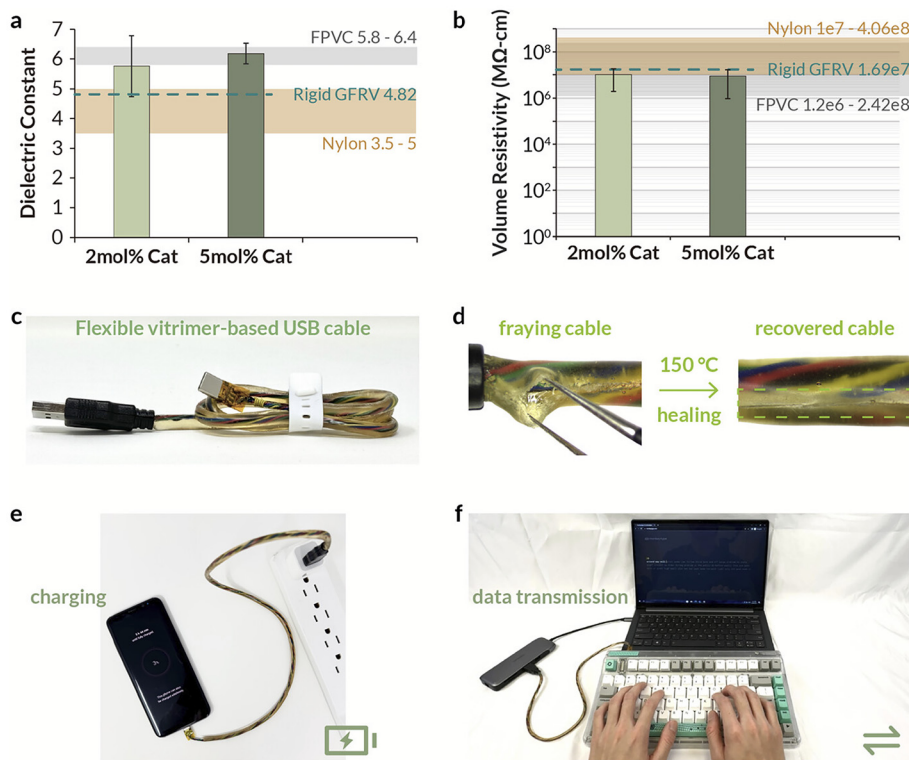 a
Dielectric Constant
7
6
5
4
3
2
1
0
FPVC 5.8 - 6.4
Rigid GFRV 4.82
Nylon 3.5 - 5
2mol% Cat
5mol% Cat
b
Volume Resistivity (MΩ-cm)
10⁸
10⁶
10⁴
10²
10⁰
Nylon 1e7 - 4.06e8
Rigid GFRV 1.69e7
FPVC 1.2e6 - 2.42e8
2mol% Cat
5mol% Cat
c
Flexible vitrimer-based USB cable
d
fraying cable
150 °C
healing
recovered cable
e
charging
f
data transmission